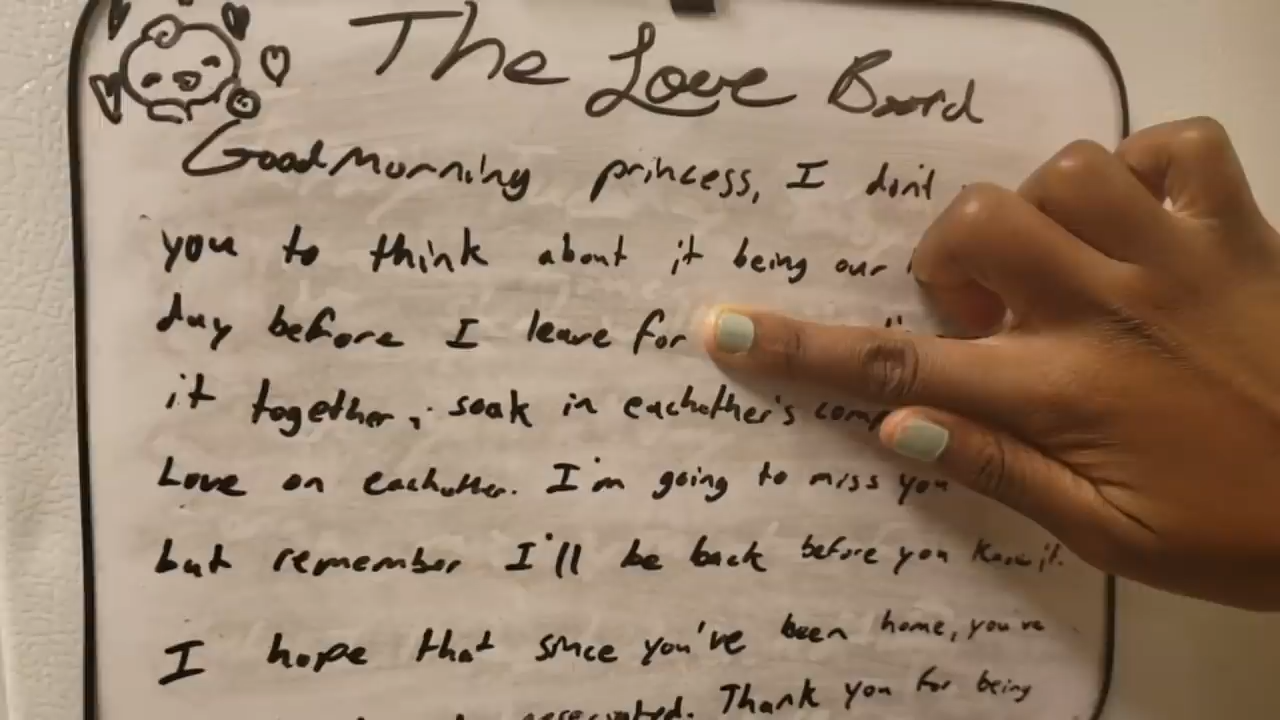 The Love Board
Goodmorning princess, I don't
you to think about it being our
day before I leave for
it together, soak in eachother's comp
Love on eachother. I'm going to miss you
but remember I'll be back before you know it.
I hope that since you've been home, you've
Thank you for being